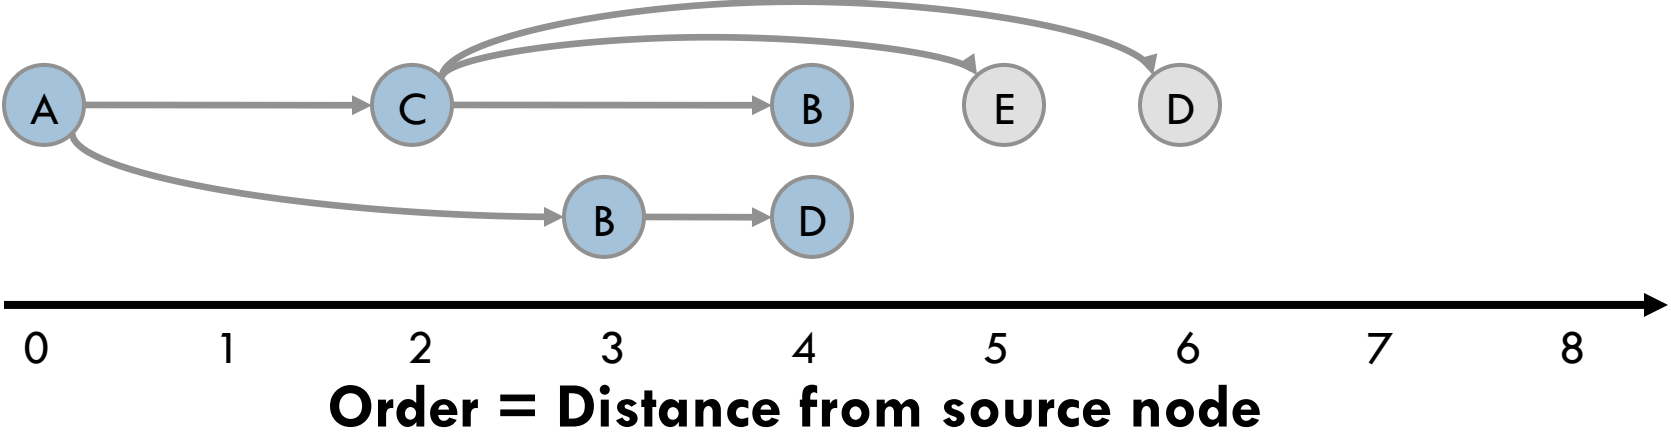 A C B E D
B D
0 1 2 3 4 5 6 7 8
Order = Distance from source node